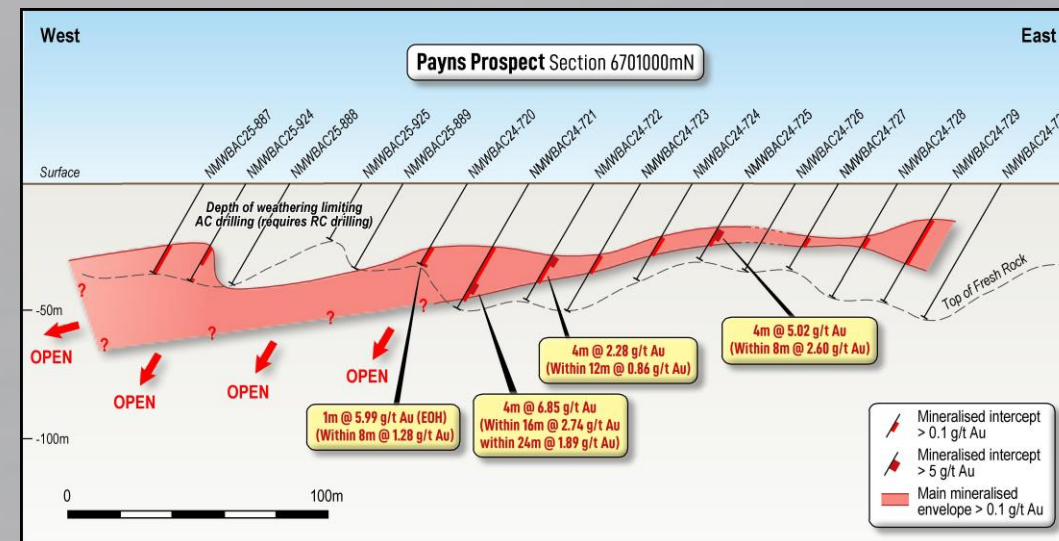 West
East
Payns Prospect Section 6701000mN
NMWBAC25-887
NMWBAC25-924
NMWBAC25-888
NMWBAC25-925
NMWBAC25-889
NMWBAC24-720
NMWBAC24-721
NMWBAC24-722
NMWBAC24-723
NMWBAC24-724
NMWBAC24-725
NMWBAC24-726
NMWBAC24-727
NMWBAC24-728
NMWBAC24-729
Surface
Depth of weathering limiting
AC drilling (requires RC drilling)
Top of Fresh Rock
?
?
?
?
?
-50m
OPEN
OPEN
OPEN
OPEN
4m @ 5.02 g/t Au
(Within 8m @ 2.60 g/t Au)
4m @ 2.28 g/t Au
(Within 12m @ 0.86 g/t Au)
1m @ 5.99 g/t Au (EOH)
(Within 8m @ 1.28 g/t Au)
4m @ 6.85 g/t Au
(Within 16m @ 2.74 g/t Au
within 24m @ 1.89 g/t Au)
-100m
0
100m
Mineralised intercept
> 0.1 g/t Au
Mineralised intercept
> 5 g/t Au
Main mineralised
envelope > 0.1 g/t Au